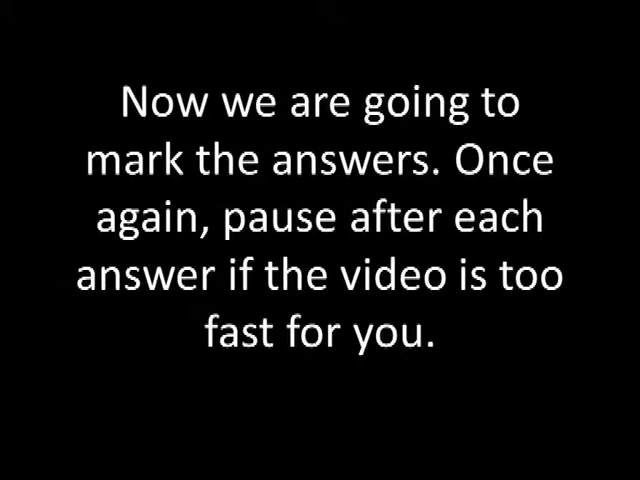 Now we are going to
mark the answers. Once
again, pause after each
answer if the video is too
fast for you.